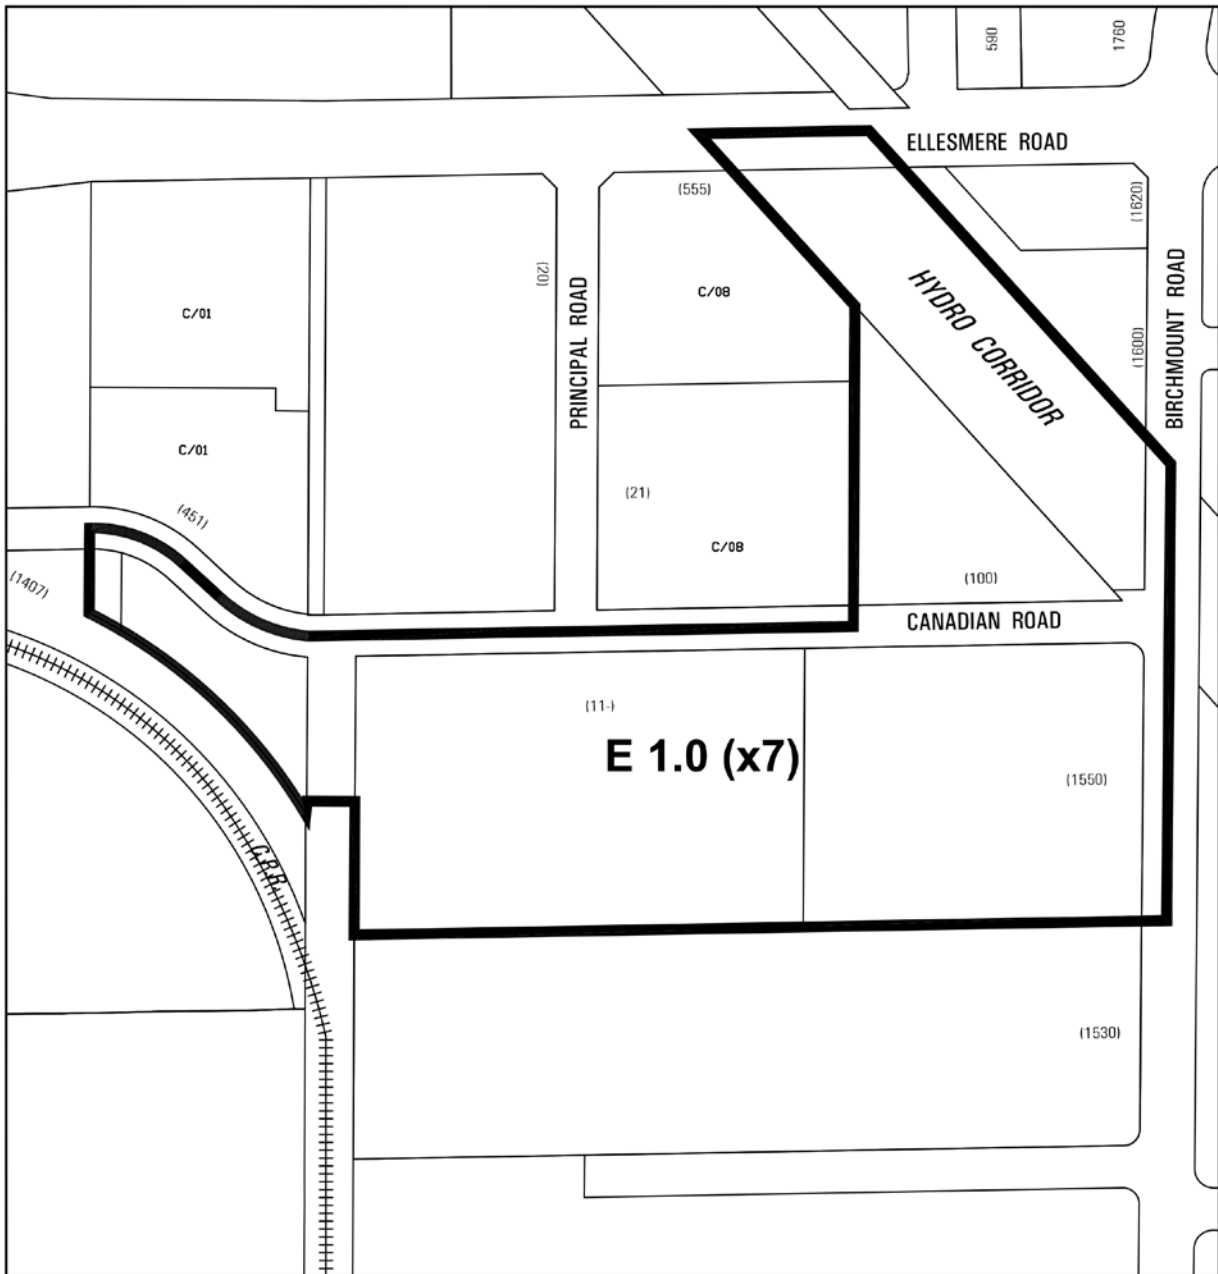 590
1760
ELLESMERE ROAD
(555)
(1620)
(20)
HYDRO CORRIDOR
C/01
C/08
PRINCIPAL ROAD
BIRCHMOUNT ROAD
(1600)
C/01
(451)
(21)
C/08
(1407)
(100)
CANADIAN ROAD
(11-)
E 1.0 (x7)
(1550)
(1530)